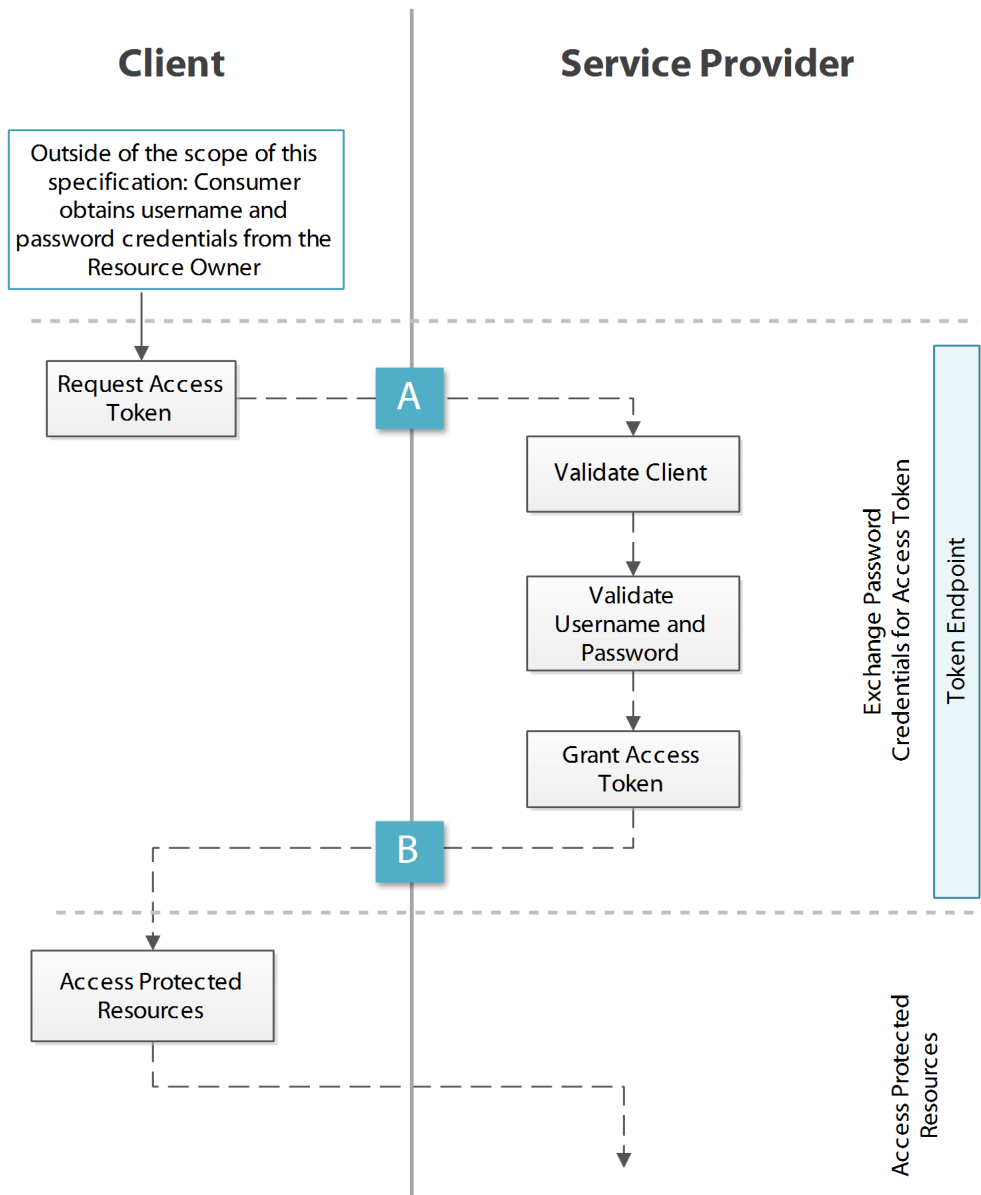 Client
Service Provider
Outside of the scope of this
specification: Consumer
obtains username and
password credentials from the
Resource Owner
Request Access
Token
A
Validate Client
Validate
Username and
Password
Grant Access
Token
B
Exchange Password
Credentials for Access Token
Token Endpoint
Access Protected
Resources
Access Protected
Resources